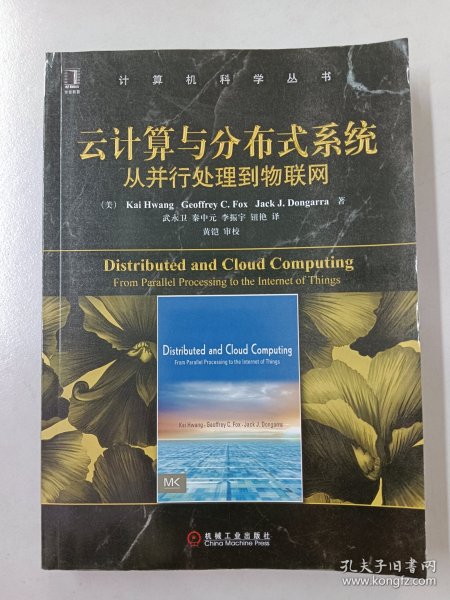 计算机科学丛书
云计算与分布式系统
从并行处理到物联网
（美） Kai Hwang Geoffrey C. Fox Jack J. Dongarra 著
武永卫 秦中元 李振宇 钮艳 译
黄铠 审校
Distributed and Cloud Computing
From Parallel Processing to the Internet of Things
Distributed and Cloud Computing
From Parallel Processing to the Internet of Things
Kai Hwang · Geoffrey C. Fox · Jack J. Dongarra
MK
机械工业出版社
China Machine Press
孔夫子旧书网
www.kongfz.com